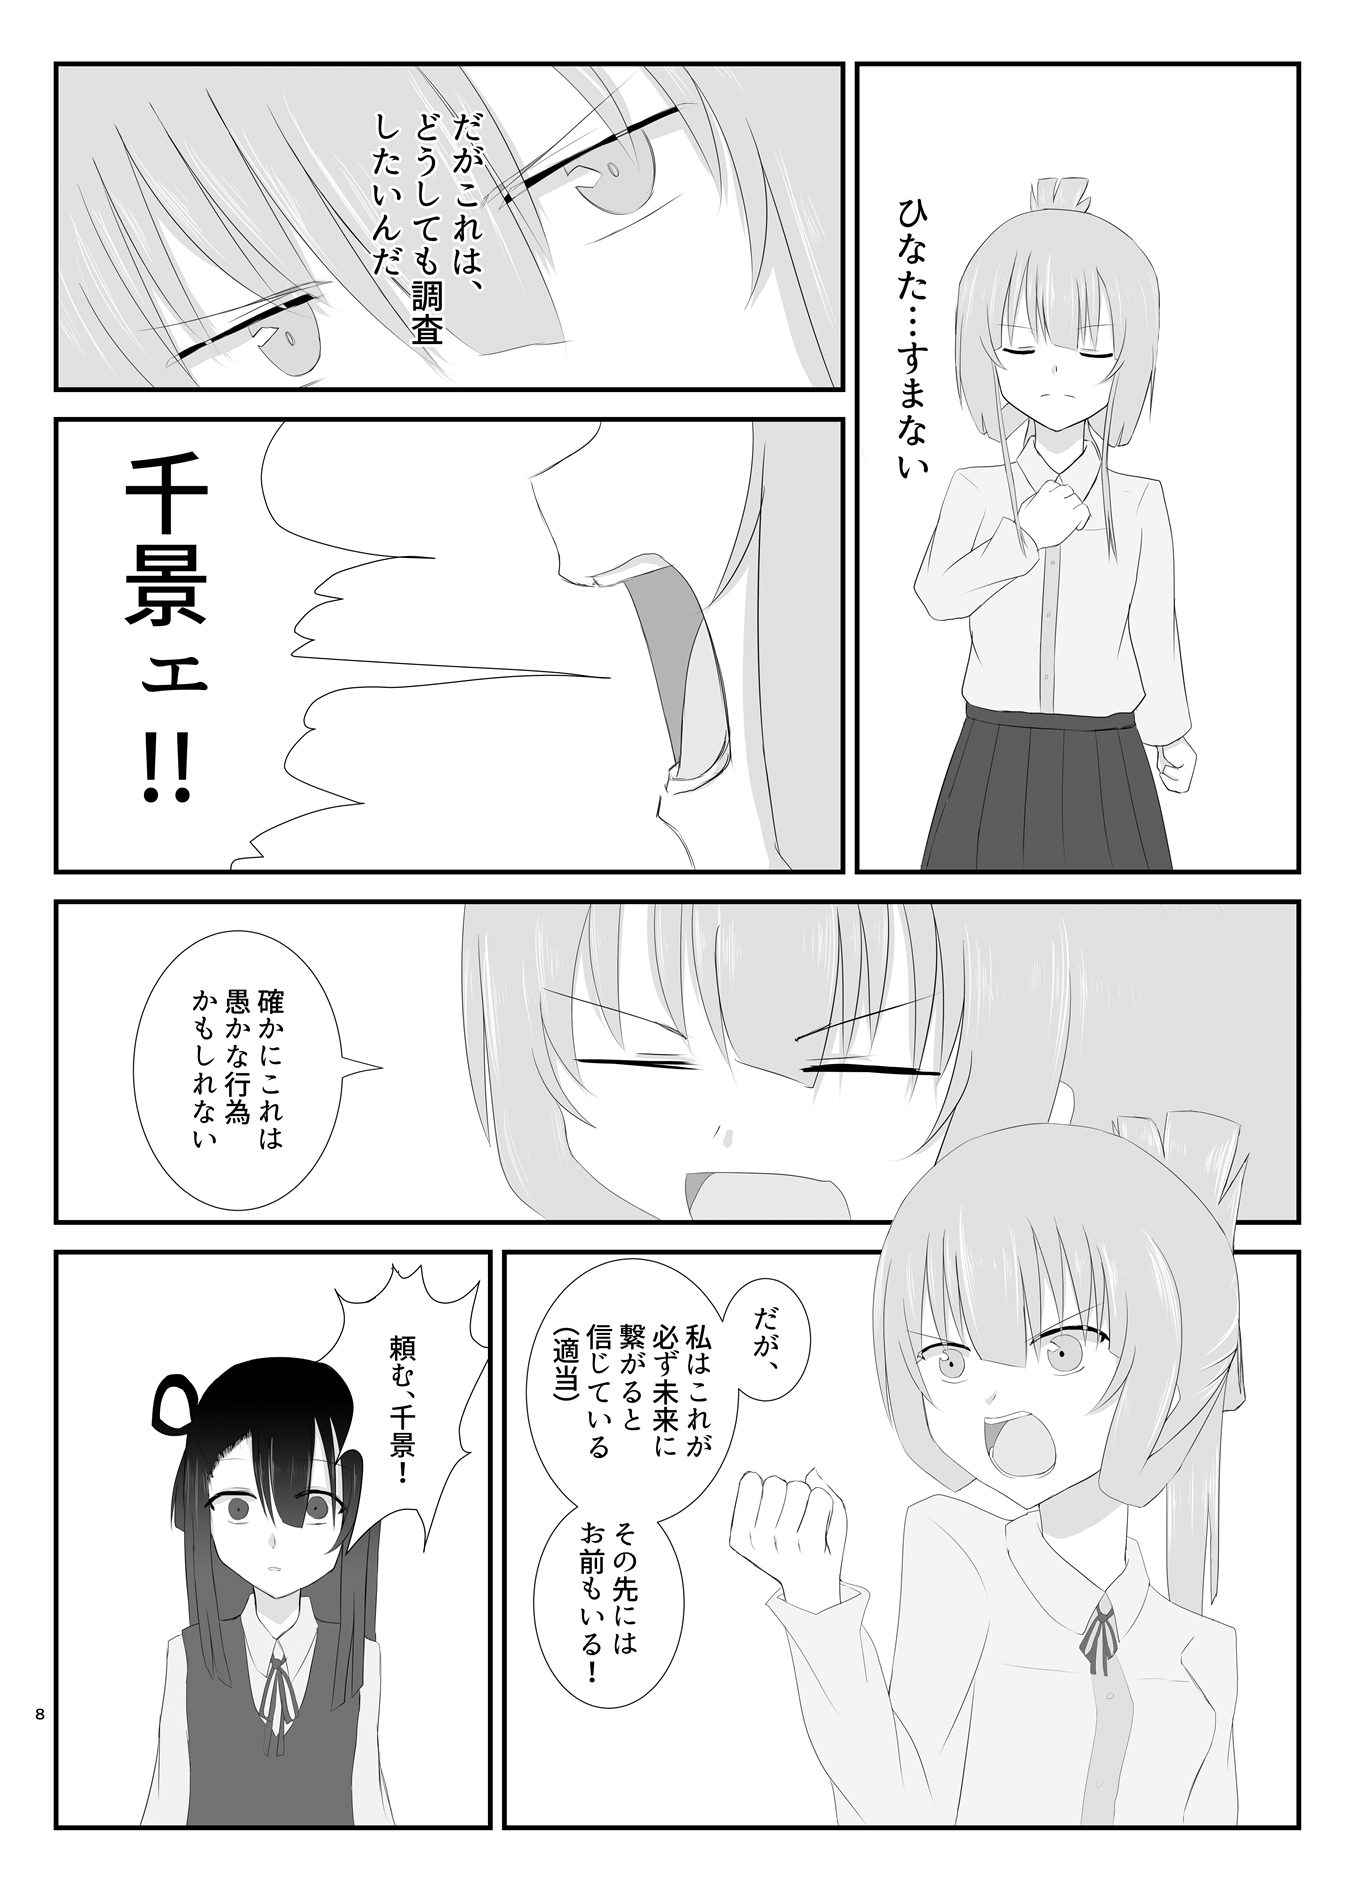 ひなた…すまない
だがこれは、
どうしても調査
したいんだ
千景ェ!!
確かにこれは
愚かな行為
かもしれない
だが、
私はこれが
必ず未来に
繋がると
信じている
(適当)
その先には
お前もいる!
頼む、千景!
8